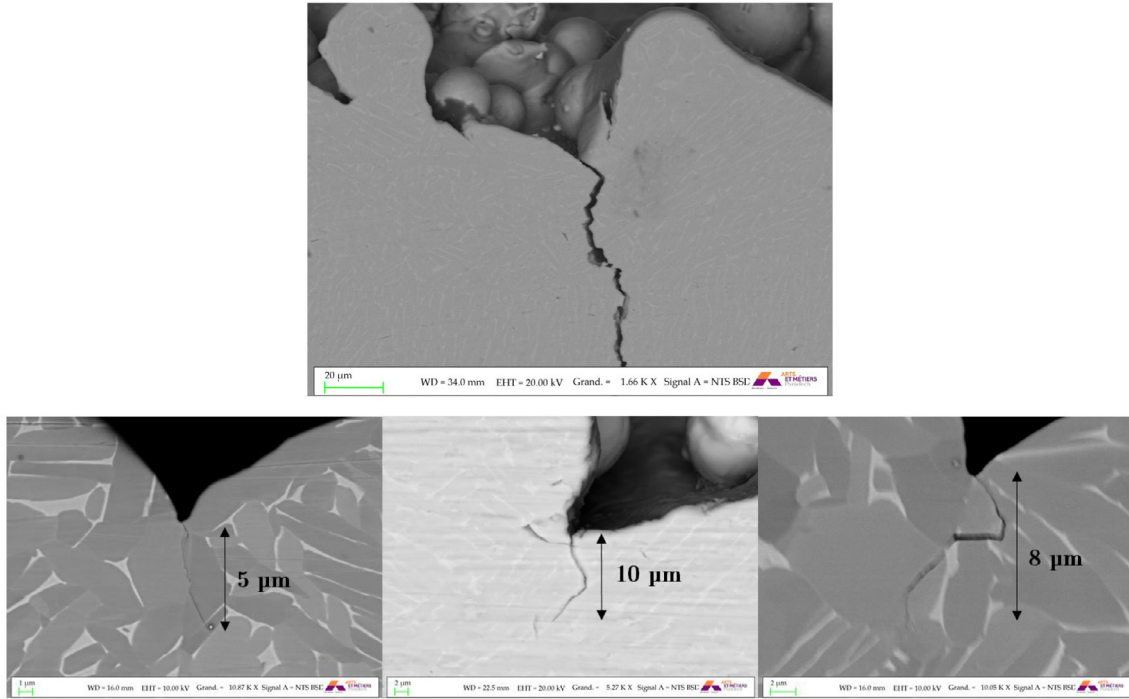 20 µm
WD = 34.0 mm EHT = 20.00 kV Grand. = 1.66 K X Signal A = NTS BSD
ARTS
ET MÉTIERS
5 µm
10 µm
8 µm
1 µm
WD = 16.0 mm EHT = 10.00 kV Grand. = 10.87 K X Signal A = NTS BSD
2 µm
WD = 22.5 mm EHT = 20.00 kV Grand. = 5.27 K X Signal A = NTS BSD
2 µm
WD = 16.0 mm EHT = 10.00 kV Grand. = 10.05 K X Signal A = NTS BSD